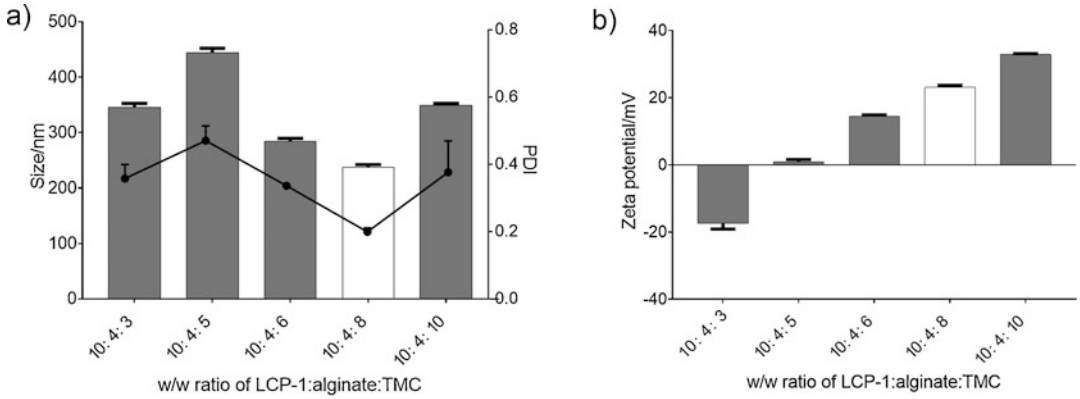 a)
Size/nm
500
400
300
200
100
0
PDI
0.8
0.6
0.4
0.2
0.0
10: 4: 3
10: 4: 5
10: 4: 6
10: 4: 8
10: 4: 10
w/w ratio of LCP-1:alginate:TMC
b)
Zeta potential/mV
40
20
0
-20
-40
10: 4: 3
10: 4: 5
10: 4: 6
10: 4: 8
10: 4: 10
w/w ratio of LCP-1:alginate:TMC